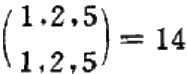 (1.2,5
1,2,5) = 14